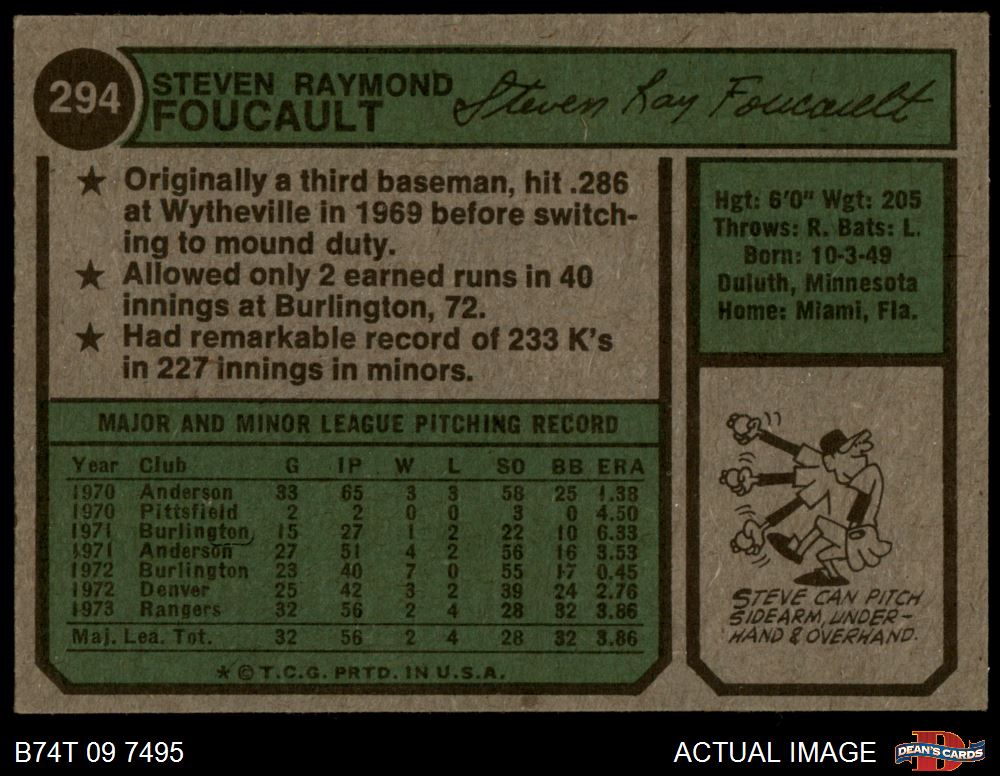 294
STEVEN RAYMOND
FOUCAULT
Steven Ray Foucault
★ Originally a third baseman, hit .286
at Wytheville in 1969 before switch-
ing to mound duty.
★ Allowed only 2 earned runs in 40
innings at Burlington, 72.
★ Had remarkable record of 233 K's
in 227 innings in minors.
Hgt: 6'0" Wgt: 205
Throws: R. Bats: L.
Born: 10-3-49
Duluth, Minnesota
Home: Miami, Fla.
MAJOR AND MINOR LEAGUE PITCHING RECORD
Year Club G IP W L SO BB ERA
1970 Anderson 33 65 3 3 58 25 1.38
1970 Pittsfield 2 2 0 0 3 0 4.50
1971 Burlington 15 27 1 2 22 10 6.33
1971 Anderson 27 51 4 2 56 16 3.53
1972 Burlington 23 40 7 0 55 17 0.45
1972 Denver 25 42 3 2 39 24 2.76
1973 Rangers 32 56 2 4 28 32 3.86
Maj. Lea. Tot. 32 56 2 4 28 32 3.86
★ © T.C.G. PRTD. IN U.S.A.
STEVE CAN PITCH
SIDEARM, UNDER-
HAND & OVERHAND.
B74T 09 7495
ACTUAL IMAGE
D
DEAN'S CARDS